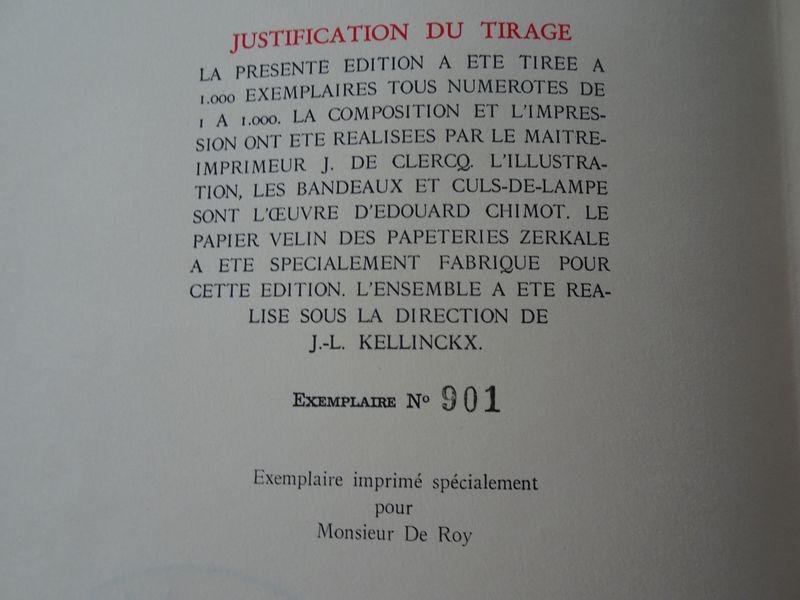 JUSTIFICATION DU TIRAGE
LA PRESENTE EDITION A ETE TIREE A
1.000 EXEMPLAIRES TOUS NUMEROTES DE
1 A 1.000. LA COMPOSITION ET L'IMPRES-
SION ONT ETE REALISEES PAR LE MAITRE-
IMPRIMEUR J. DE CLERCQ. L'ILLUSTRA-
TION, LES BANDEAUX ET CULS-DE-LAMPE
SONT L'ŒUVRE D'EDOUARD CHIMOT. LE
PAPIER VELIN DES PAPETERIES ZERKALE
A ETE SPECIALEMENT FABRIQUE POUR
CETTE EDITION. L'ENSEMBLE A ETE REA-
LISE SOUS LA DIRECTION DE
J.-L. KELLINCKX.
EXEMPLAIRE No 901
Exemplaire imprimé spécialement
pour
Monsieur De Roy